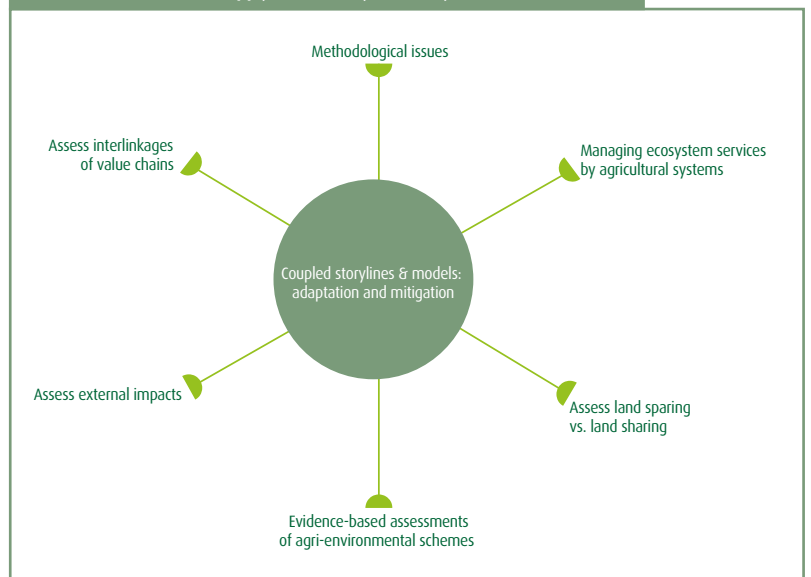 Methodological issues
Assess interlinkages
of value chains
Managing ecosystem services
by agricultural systems
Coupled storylines & models:
adaptation and mitigation
Assess external impacts
Assess land sparing
vs. land sharing
Evidence-based assessments
of agri-environmental schemes